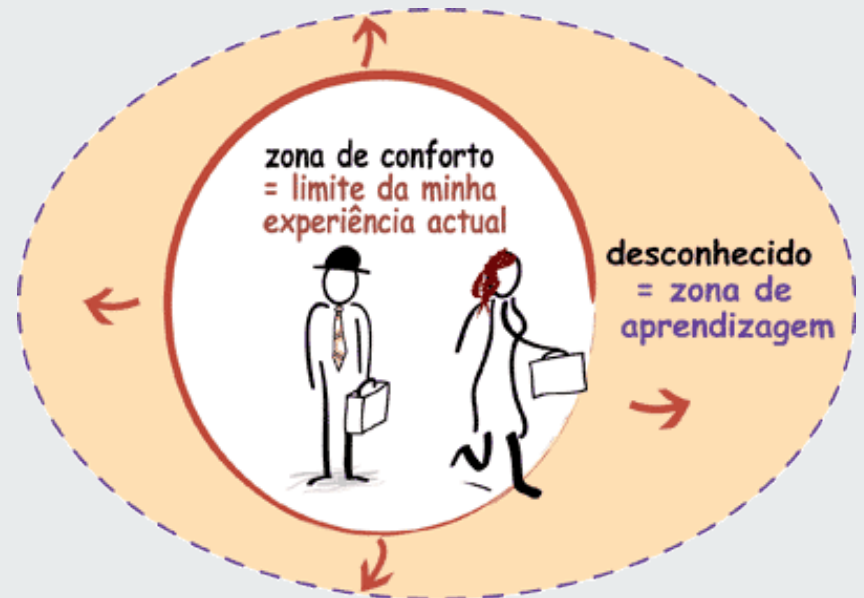 zona de conforto
= limite da minha
experiência actual
desconhecido
= zona de
aprendizagem